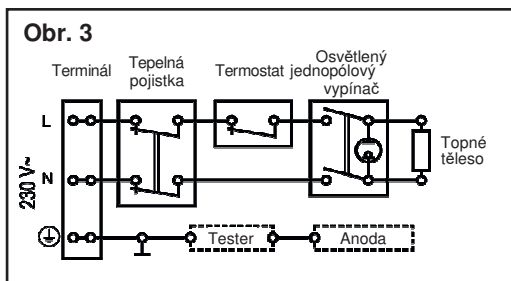 Obr. 3
Terminál
Tepelná
pojistka
Termostat jednopólový
Osvětlený
vypínač
L
N
230 V~
Topné
těleso
Tester
Anoda